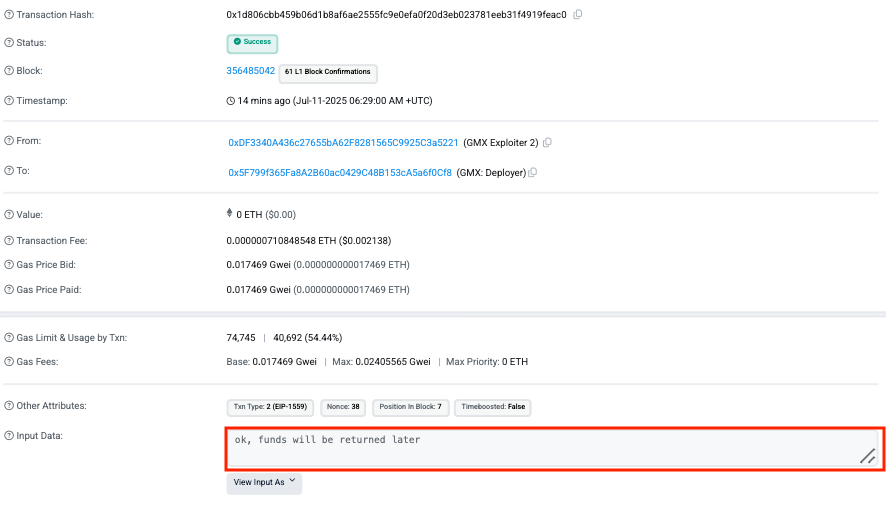 Transaction Hash: 0x1d806cbb459b06d1b8af6ae2555fc9e0efa0f20d3eb023781eeb31f4919feac0
Status: Success
Block: 356485042 61 L1 Block Confirmations
Timestamp: 14 mins ago (Jul-11-2025 06:29:00 AM +UTC)
From: 0xDF3340A436c27655bA62F8281565C9925C3a5221 (GMX Exploiter 2)
To: 0x5F799f365Fa8A2B60ac0429C48B153cA5a6f0Cf8 (GMX: Deployer)
Value: 0 ETH ($0.00)
Transaction Fee: 0.000000710848548 ETH ($0.002138)
Gas Price Bid: 0.017469 Gwei (0.000000000017469 ETH)
Gas Price Paid: 0.017469 Gwei (0.000000000017469 ETH)
Gas Limit & Usage by Txn: 74,745 | 40,692 (54.44%)
Gas Fees: Base: 0.017469 Gwei | Max: 0.02405565 Gwei | Max Priority: 0 ETH
Other Attributes: Txn Type: 2 (EIP-1559) Nonce: 38 Position In Block: 7 Timeboosted: False
Input Data: ok, funds will be returned later
View Input As